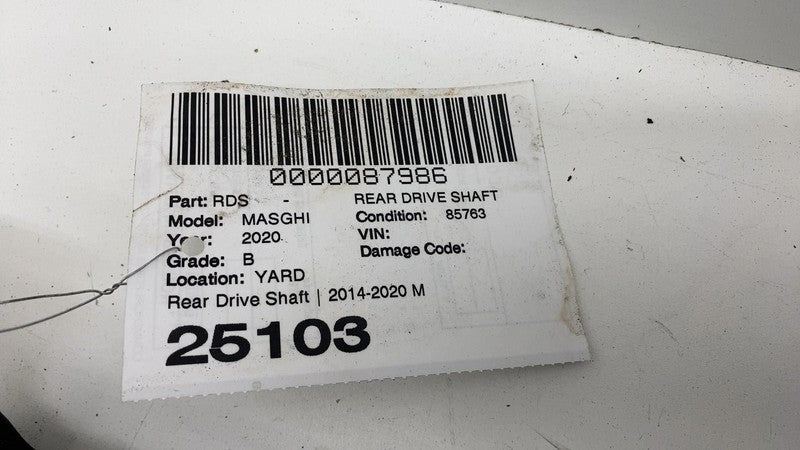 0000087986
Part: RDS - REAR DRIVE SHAFT
Model: MASGHI Condition: 85763
Year: 2020 VIN:
Grade: B Damage Code:
Location: YARD
Rear Drive Shaft | 2014-2020 M
25103